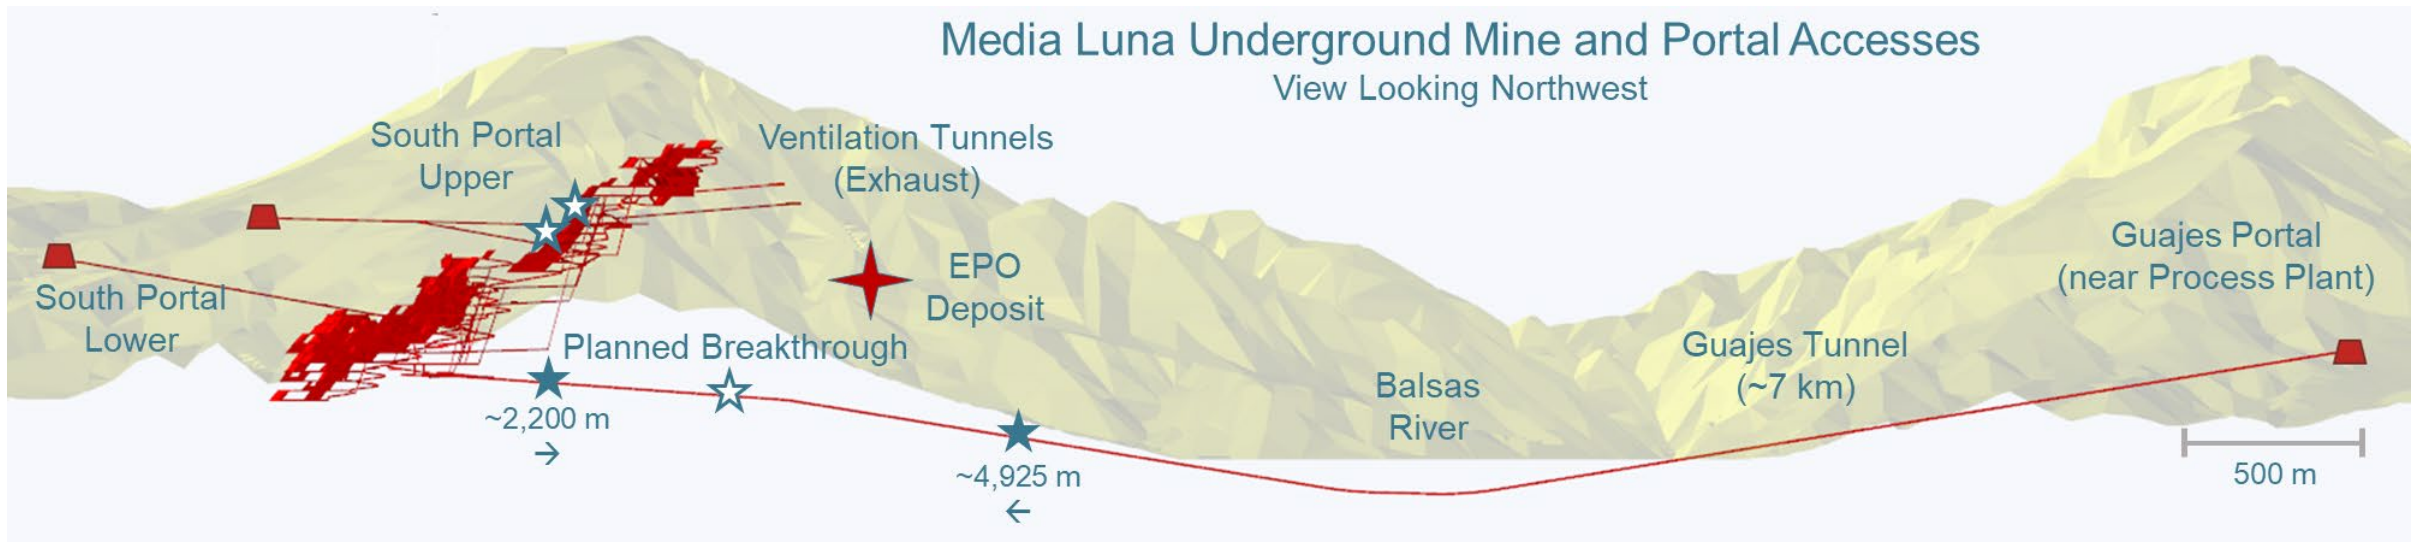 Media Luna Underground Mine and Portal Accesses
View Looking Northwest
South Portal
Upper
Ventilation Tunnels
(Exhaust)
South Portal
Lower
EPO
Deposit
Planned Breakthrough
~2,200 m
→
~4,925 m
←
Balsas
River
Guajes Tunnel
(~7 km)
Guajes Portal
(near Process Plant)
500 m